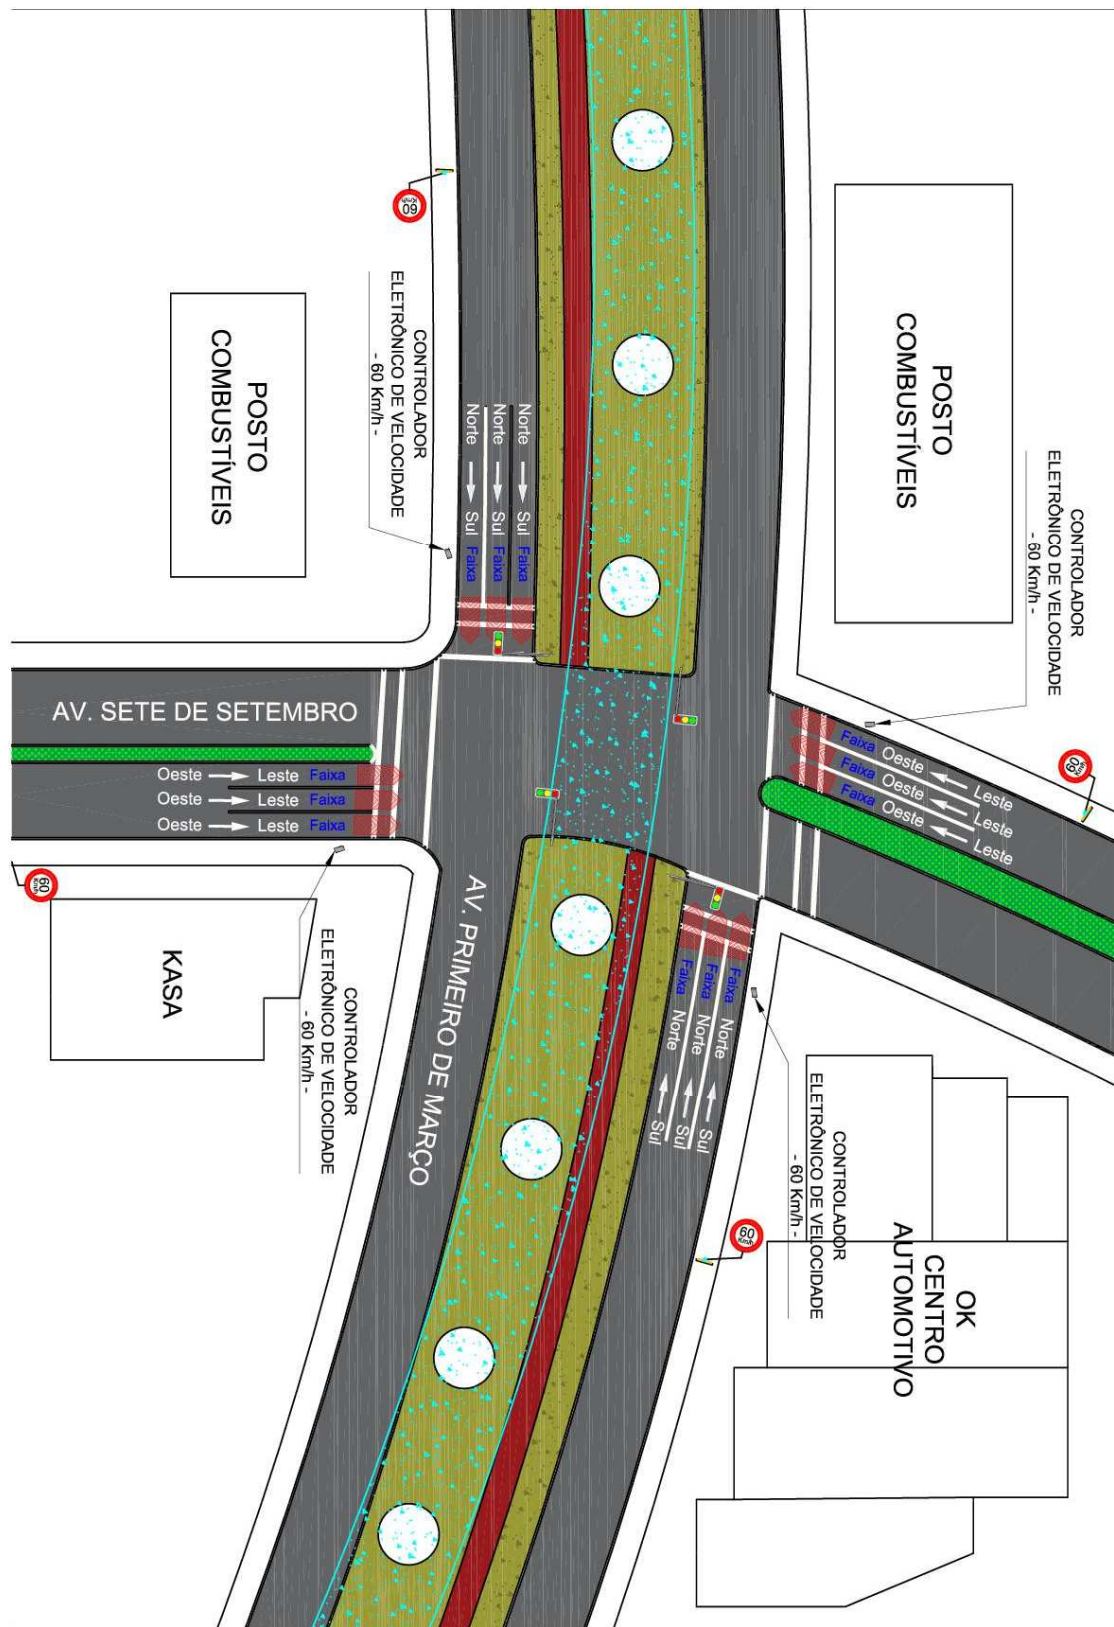 60
Km/h
CONTROLADOR
ELETRÔNICO DE VELOCIDADE
- 60 Km/h -
POSTO
COMBUSTÍVEIS
POSTO
COMBUSTÍVEIS
CONTROLADOR
ELETRÔNICO DE VELOCIDADE
- 60 Km/h -
Norte Sul Faixa
Norte Sul Faixa
Norte Sul Faixa
AV. SETE DE SETEMBRO
Oeste Leste Faixa
Oeste Leste Faixa
Oeste Leste Faixa
Faixa Oeste Leste
Faixa Oeste Leste
Faixa Oeste Leste
60
Km/h
60
Km/h
KASA
CONTROLADOR
ELETRÔNICO DE VELOCIDADE
- 60 Km/h -
AV. PRIMEIRO DE MARÇO
Faixa Norte Sul
Faixa Norte Sul
Faixa Norte Sul
CONTROLADOR
ELETRÔNICO DE VELOCIDADE
- 60 Km/h -
60
Km/h
OK
CENTRO
AUTOMOTIVO